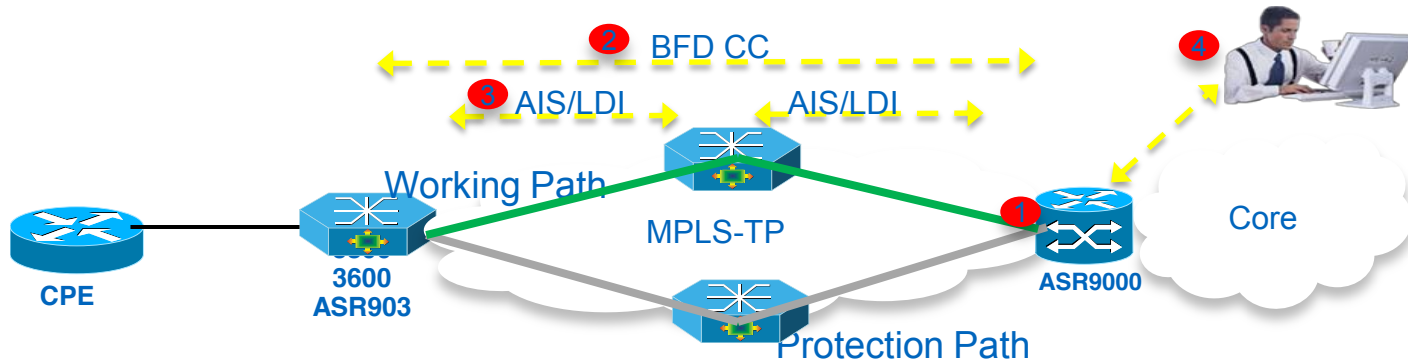 2
BFD CC
4
3
AIS/LDI
AIS/LDI
Working Path
1
MPLS-TP
Core
CPE
3600
ASR903
ASR9000
Protection Path